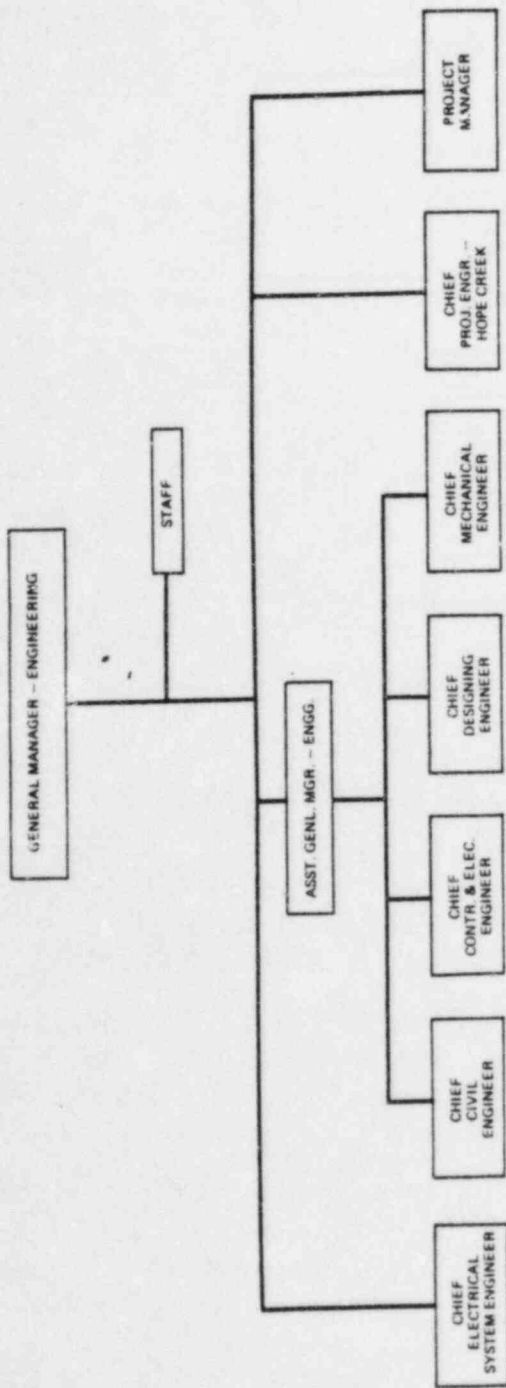 GENERAL MANAGER – ENGINEERING
STAFF
ASST. GENL. MGR. – ENGG.
CHIEF
ELECTRICAL
SYSTEM ENGINEER
CHIEF
CIVIL
ENGINEER
CHIEF
CONTR. & ELEC.
ENGINEER
CHIEF
DESIGNING
ENGINEER
CHIEF
MECHANICAL
ENGINEER
CHIEF
PROJ. ENGR. –
HOPE CREEK
PROJECT
MANAGER